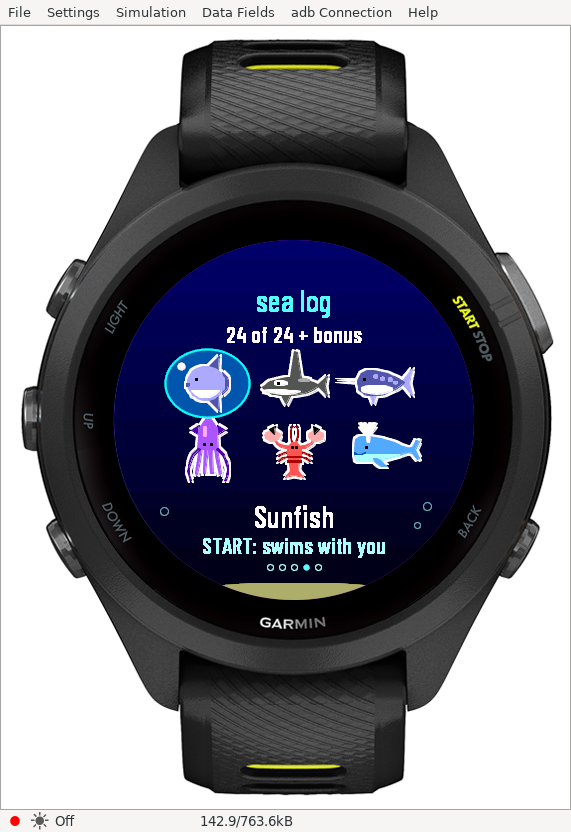 File Settings Simulation Data Fields adb Connection Help
LIGHT
START STOP
UP
DOWN
BACK
sea log
24 of 24 + bonus
Sunfish
START: swims with you
GARMIN
Off 142.9/763.6kB